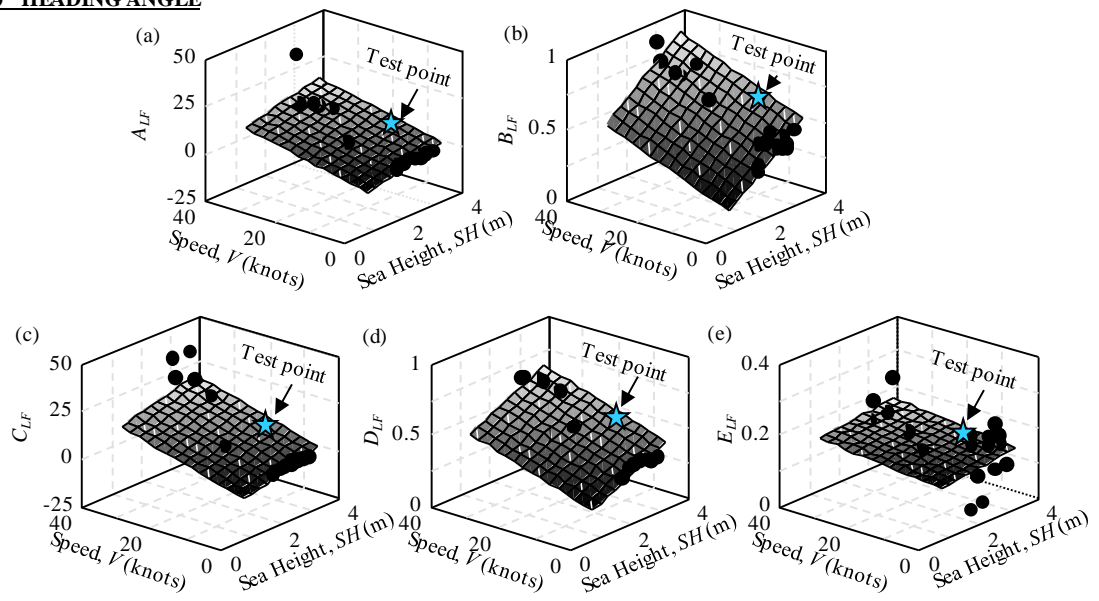 HEADING ANGLE
(a)
50
25
0
-25
A_LF
Test point
40
20
0
Speed, V (knots)
0
2
4
Sea Height, SH (m)
(b)
1
0.5
0
B_LF
Test point
40
20
0
Speed, V (knots)
0
2
4
Sea Height, SH (m)
(c)
50
25
0
-25
C_LF
Test point
40
20
0
Speed, V (knots)
0
2
4
Sea Height, SH (m)
(d)
1
0.5
0
D_LF
Test point
40
20
0
Speed, V (knots)
0
2
4
Sea Height, SH (m)
(e)
0.4
0.2
0
E_LF
Test point
40
20
0
Speed, V (knots)
0
2
4
Sea Height, SH (m)